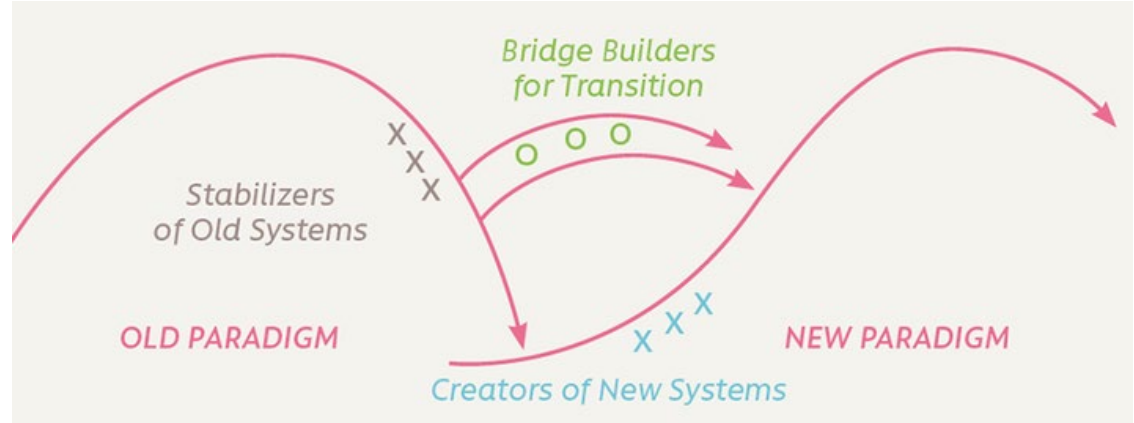 Bridge Builders
for Transition
O O O
X
X
X
Stabilizers
of Old Systems
OLD PARADIGM
X X X
NEW PARADIGM
Creators of New Systems